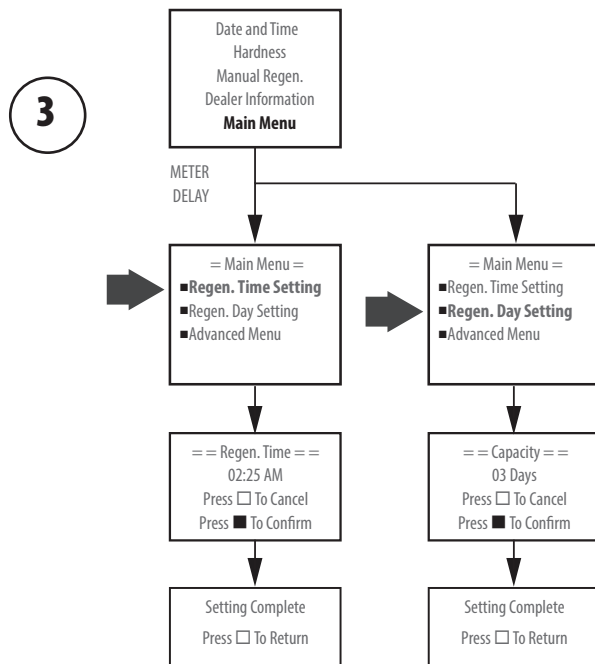 3
Date and Time
Hardness
Manual Regen.
Dealer Information
Main Menu
METER
DELAY
= Main Menu =
■Regen. Time Setting
■Regen. Day Setting
■Advanced Menu
= Main Menu =
■Regen. Time Setting
■Regen. Day Setting
■Advanced Menu
= = Regen. Time = =
02:25 AM
Press □ To Cancel
Press ■ To Confirm
= = Capacity = =
03 Days
Press □ To Cancel
Press ■ To Confirm
Setting Complete
Press □ To Return
Setting Complete
Press □ To Return